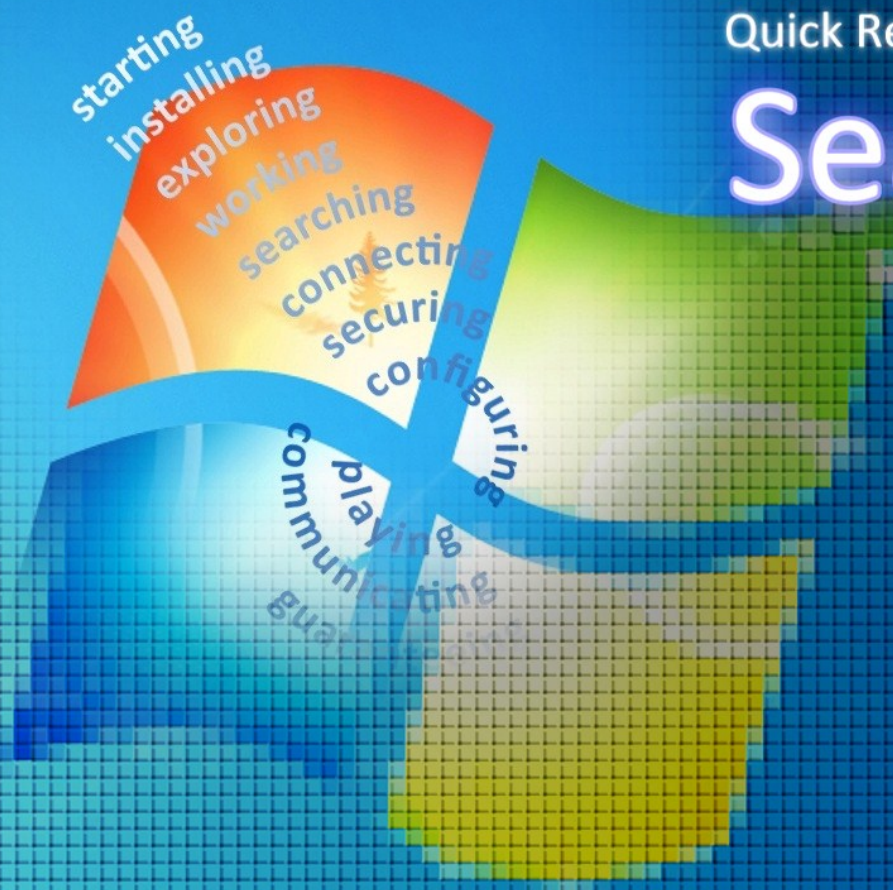 Quick Re
Se
starting
installing
exploring
working
searching
connecting
securing
configuring
playing
communicating